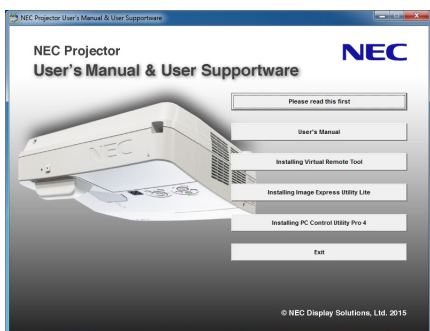 NEC Projector User's Manual & User Supportware
NEC Projector
NEC
User's Manual & User Supportware
Please read this first
User's Manual
Installing Virtual Remote Tool
Installing Image Express Utility Lite
Installing PC Control Utility Pro 4
Exit
NEC
© NEC Display Solutions, Ltd. 2015